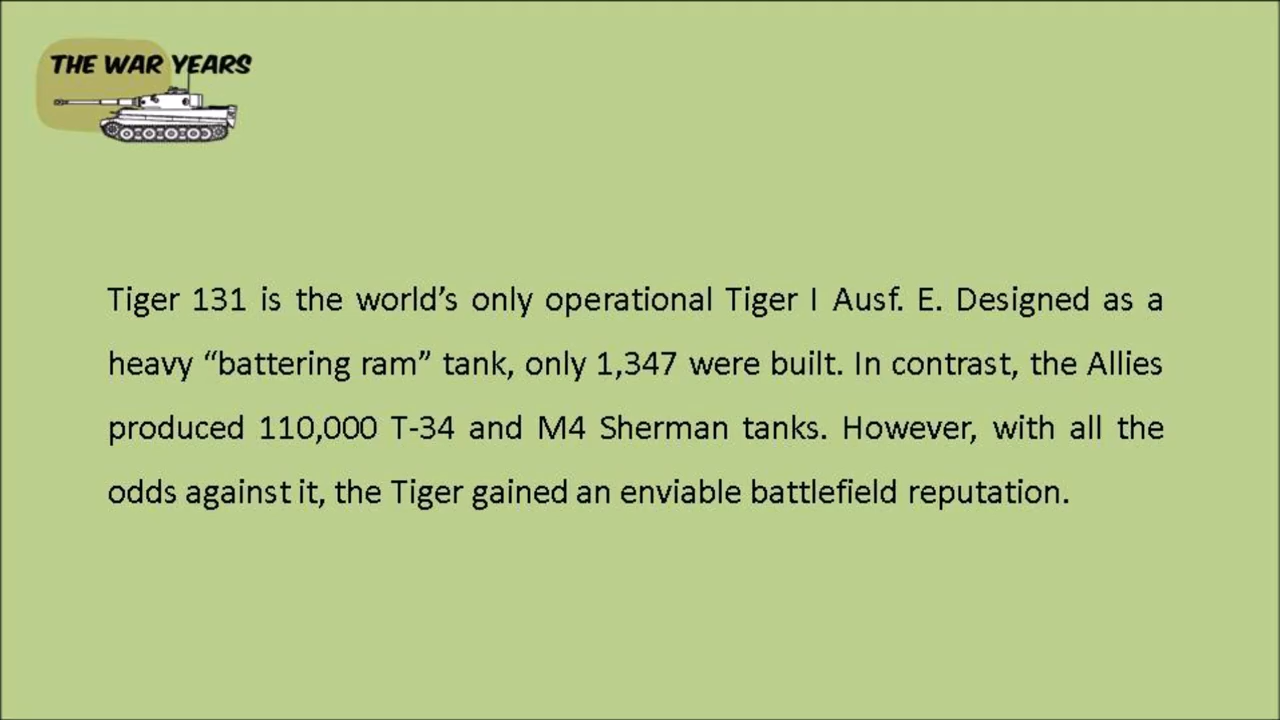 THE WAR YEARS
Tiger 131 is the world’s only operational Tiger I Ausf. E. Designed as a
heavy “battering ram” tank, only 1,347 were built. In contrast, the Allies
produced 110,000 T-34 and M4 Sherman tanks. However, with all the
odds against it, the Tiger gained an enviable battlefield reputation.